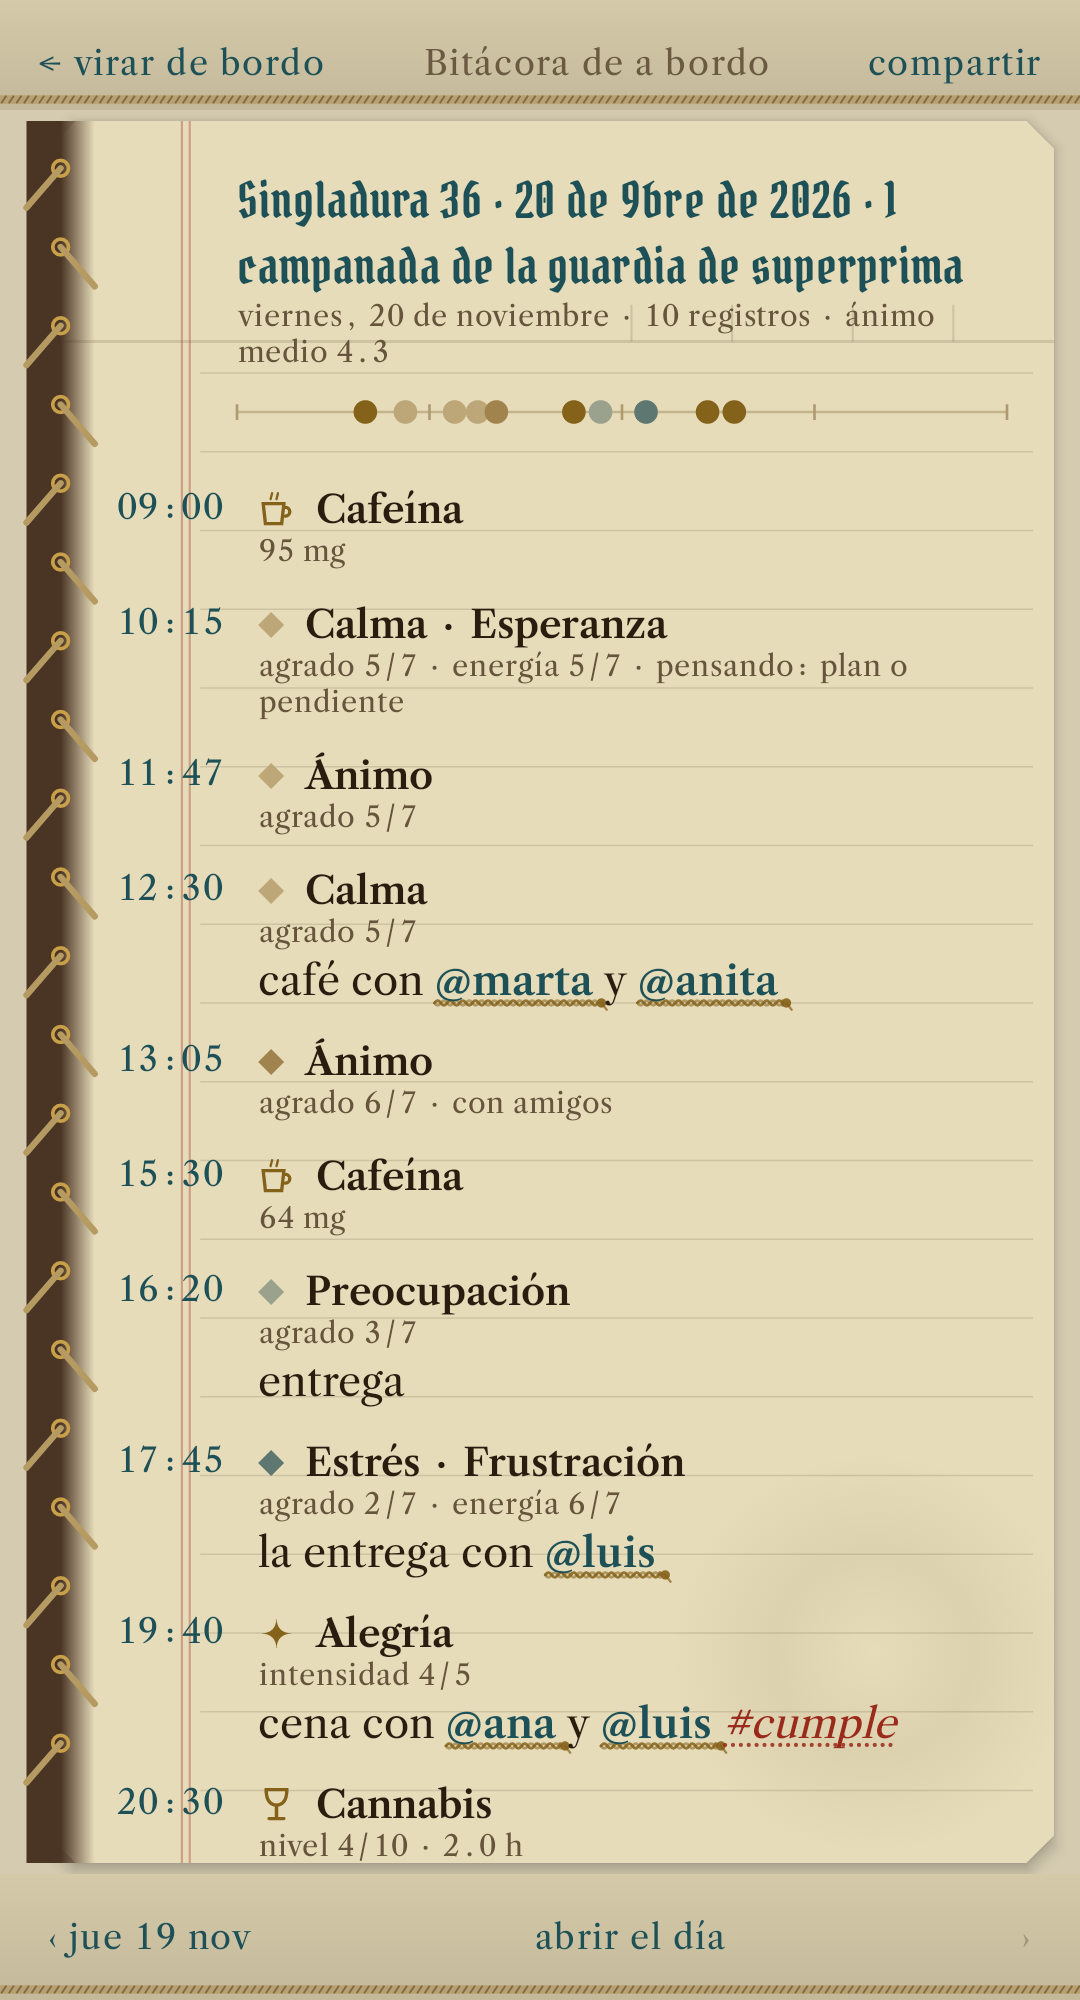 ← virar de bordo Bitácora de a bordo compartir
Singladura 36 · 20 de 9bre de 2026 · 1
campanada de la guardia de superprima
viernes, 20 de noviembre · 10 registros · ánimo
medio 4.3
09:00 Cafeína
95 mg
10:15 Calma · Esperanza
agrado 5/7 · energía 5/7 · pensando: plan o
pendiente
11:47 Ánimo
agrado 5/7
12:30 Calma
agrado 5/7
café con @marta y @anita
13:05 Ánimo
agrado 6/7 · con amigos
15:30 Cafeína
64 mg
16:20 Preocupación
agrado 3/7
entrega
17:45 Estrés · Frustración
agrado 2/7 · energía 6/7
la entrega con @luis
19:40 Alegría
intensidad 4/5
cena con @ana y @luis #cumple
20:30 Cannabis
nivel 4/10 · 2.0 h
‹ jue 19 nov abrir el día ›